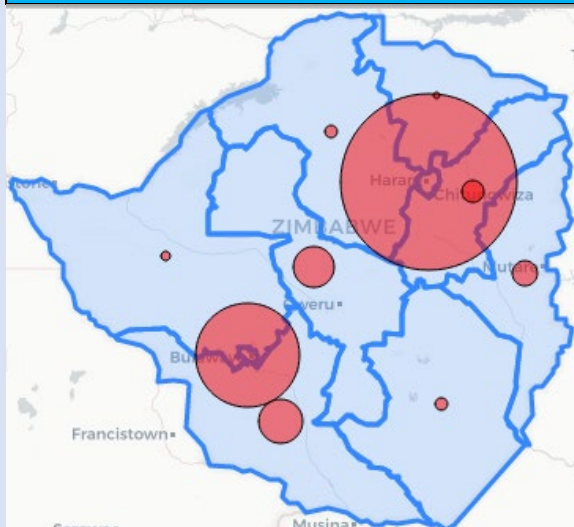 Harare
Chitungwiza
ZIMBABWE
Mutare
Gweru
Bulawayo
Francistown
Musina